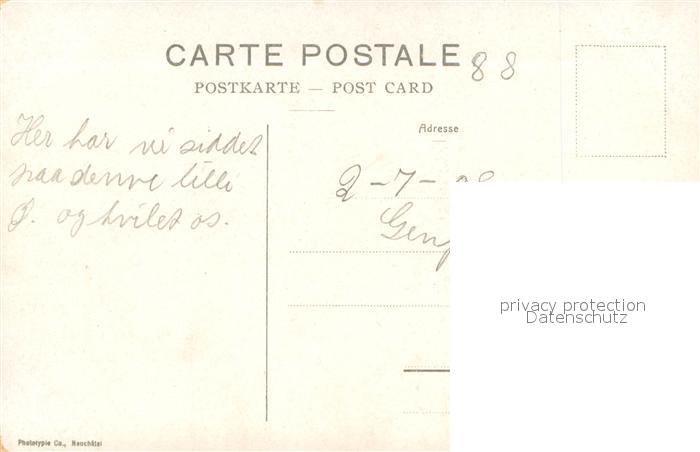 CARTE POSTALE 88
POSTKARTE — POST CARD
Adresse
Her har vi siddet
paa denne lille
Ø. og hvilet os.
2-7-
privacy protection
Datenschutz
Phototypie Co., Neuchâtel